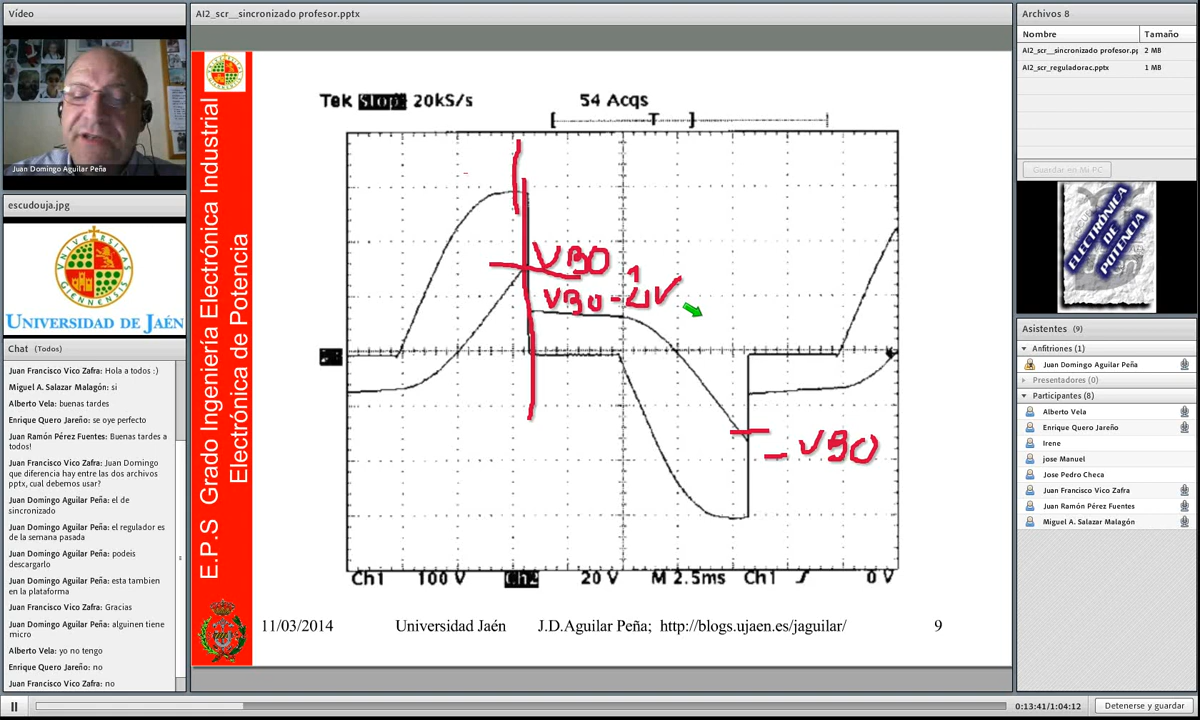 Vídeo
Juan Domingo Aguilar Peña
escudouja.jpg
UNIVERSITAS GIENNENSIS
UNIVERSIDAD DE JAÉN
Chat (Todos)
Juan Francisco Vico Zafra: Hola a todos :)
Miguel A. Salazar Malagón: si
Alberto Vela: buenas tardes
Enrique Quero Jareño: se oye perfecto
Juan Ramón Pérez Fuentes: Buenas tardes a
todos!
Juan Francisco Vico Zafra: Juan Domingo
que diferencia hay entre las dos archivos
pptx, cual debemos usar?
Juan Domingo Aguilar Peña: el de
sincronizado
Juan Domingo Aguilar Peña: el regulador es
de la semana pasada
Juan Domingo Aguilar Peña: podeis
descargarlo
Juan Domingo Aguilar Peña: esta tambien
en la plataforma
Juan Francisco Vico Zafra: Gracias
Juan Domingo Aguilar Peña: alguinen tiene
micro
Alberto Vela: yo no tengo
Enrique Quero Jareño: no
Juan Francisco Vico Zafra: no
AI2_scr__sincronizado profesor.pptx
E.P.S Grado Ingeniería Electrónica Industrial
Electrónica de Potencia
Tek Stop 20kS/s
54 Acqs
T
VBO
VBO-ΔV
- VBO
Ch1 100 V Ch2 20 V M 2.5ms Ch1 0 V
11/03/2014 Universidad Jaén J.D.Aguilar Peña; http://blogs.ujaen.es/jaguilar/ 9
Archivos 8
Nombre Tamaño
AI2_scr__sincronizado profesor.pp 2 MB
AI2_scr_reguladorac.pptx 1 MB
Guardar en Mi PC
ELECTRÓNICA
DE
POTENCIA
Asistentes (9)
Anfitriones (1)
Juan Domingo Aguilar Peña
Presentadores (0)
Participantes (8)
Alberto Vela
Enrique Quero Jareño
Irene
jose Manuel
Jose Pedro Checa
Juan Francisco Vico Zafra
Juan Ramón Pérez Fuentes
Miguel A. Salazar Malagón
0:13:41/1:04:12
Detenerse y guardar